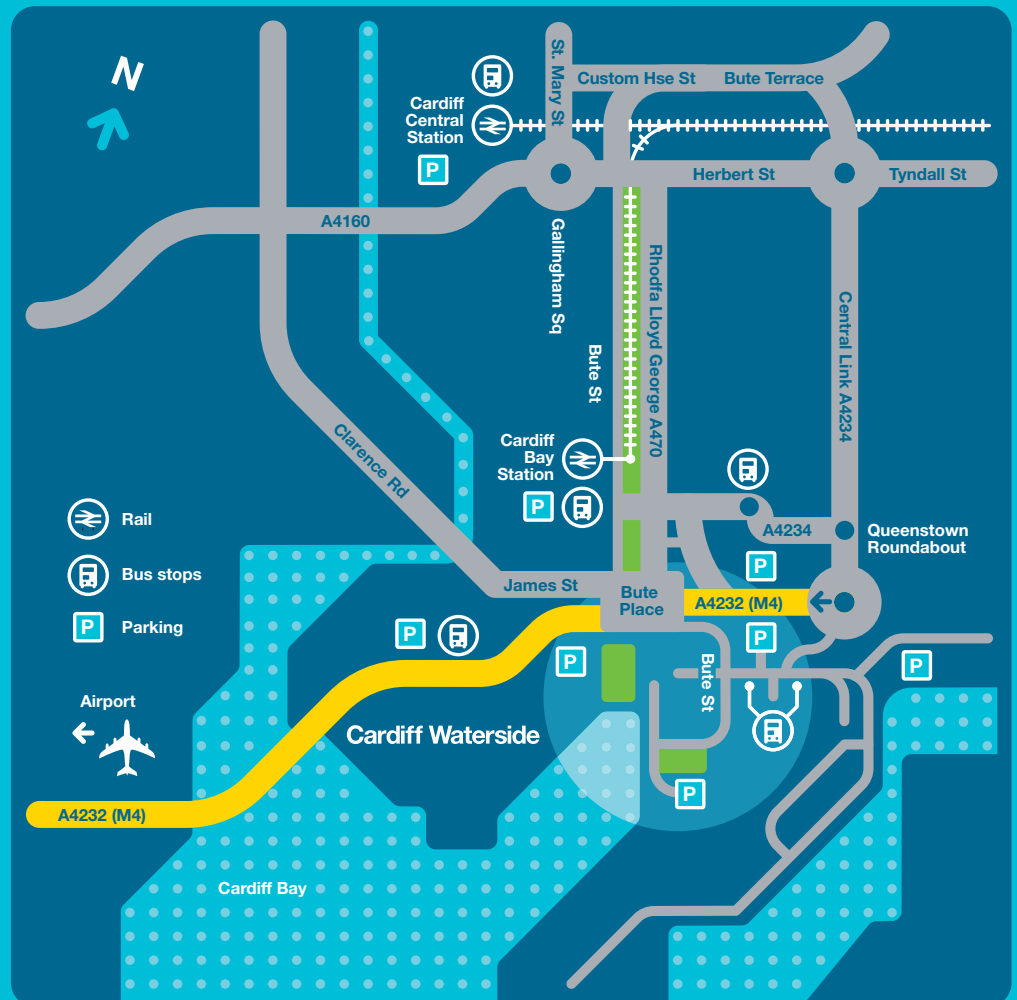 N
St. Mary St
Custom Hse St
Bute Terrace
Cardiff
Central
Station
P
Herbert St
Tyndall St
A4160
Gallingham Sq
Rhodfa Lloyd George A470
Central Link A4234
Bute St
Clarence Rd
Cardiff
Bay
Station
P
Rail
A4234
Queenstown
Roundabout
Bus stops
P
James St
Bute
Place
A4232 (M4)
P
Parking
P
P
P
P
Bute St
Airport
Cardiff Waterside
P
A4232 (M4)
Cardiff Bay